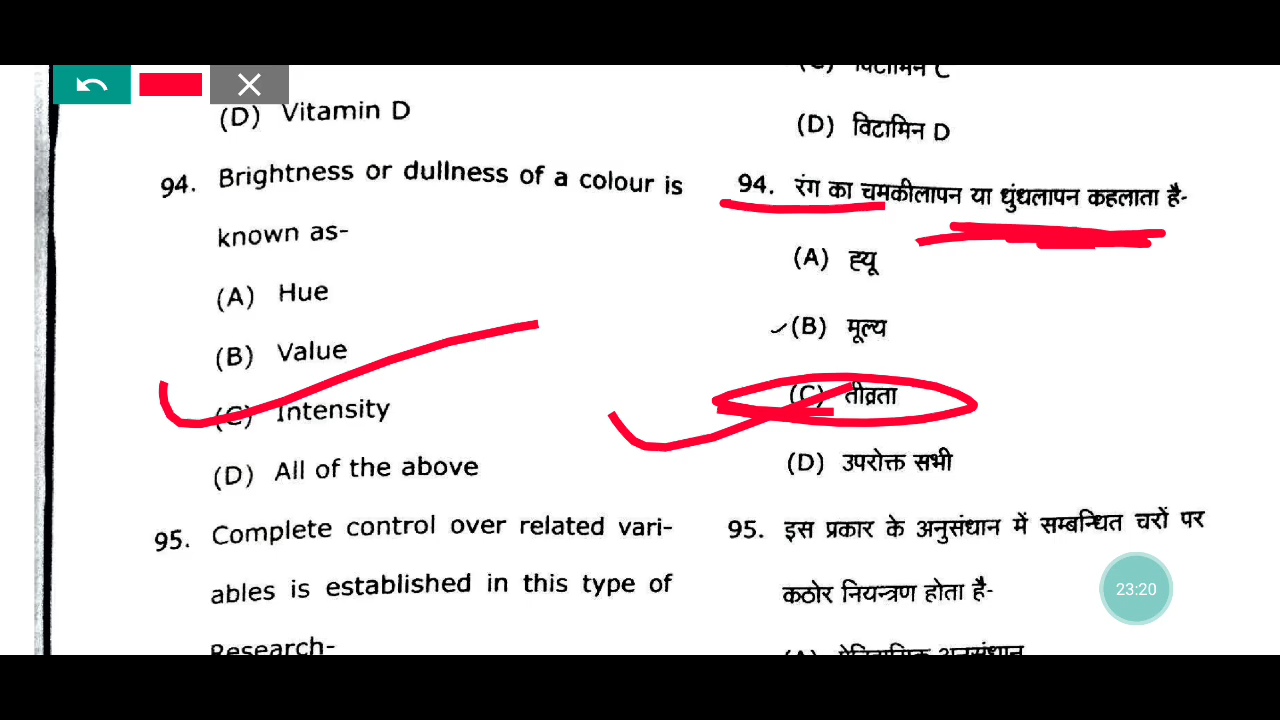 (D) Vitamin D
94. Brightness or dullness of a colour is
known as-
(A) Hue
(B) Value
(C) Intensity
(D) All of the above
95. Complete control over related vari-
ables is established in this type of
Research-
(C) विटामिन C
(D) विटामिन D
94. रंग का चमकीलापन या धुंधलापन कहलाता है-
(A) ह्यू
(B) मूल्य
(C) तीव्रता
(D) उपरोक्त सभी
95. इस प्रकार के अनुसंधान में सम्बन्धित चरों पर
कठोर नियन्त्रण होता है-
(A) ऐतिहासिक अनुसंधान
23:20